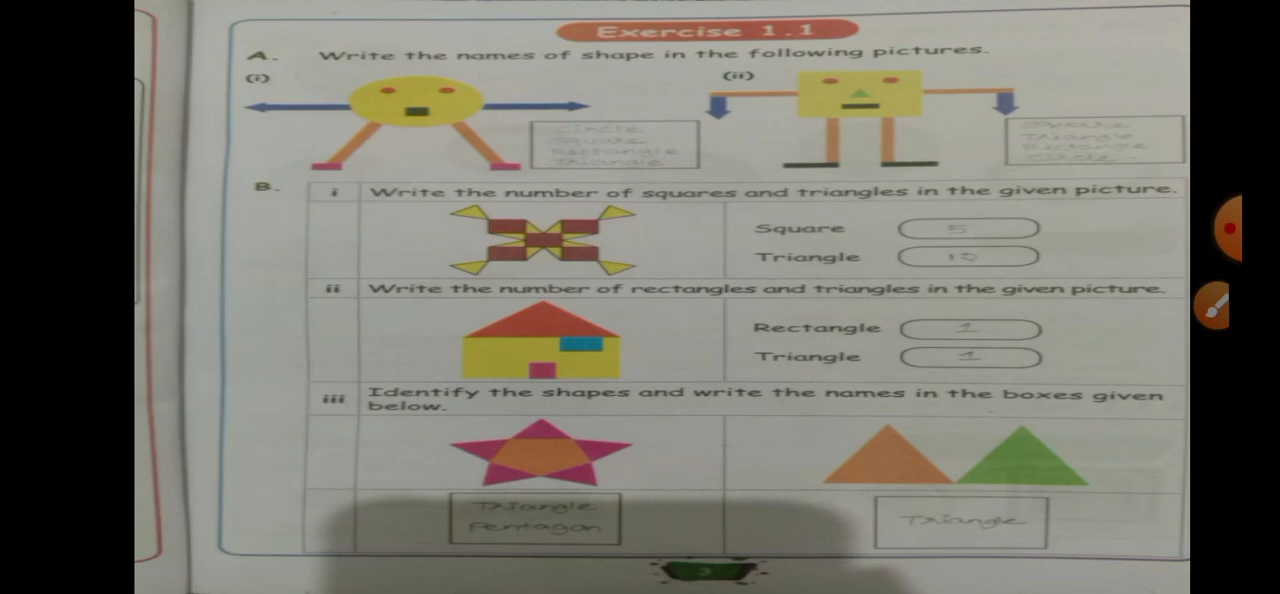 Exercise 1.1
A. Write the names of shape in the following pictures.
(i)
(ii)
Circle
Square
Rectangle
Triangle
Square
Triangle
Rectangle
Circle
B.
i Write the number of squares and triangles in the given picture.
Square 5
Triangle
ii Write the number of rectangles and triangles in the given picture.
Rectangle 1
Triangle 1
iii Identify the shapes and write the names in the boxes given
below.
Triangle
Pentagon
Triangle
3